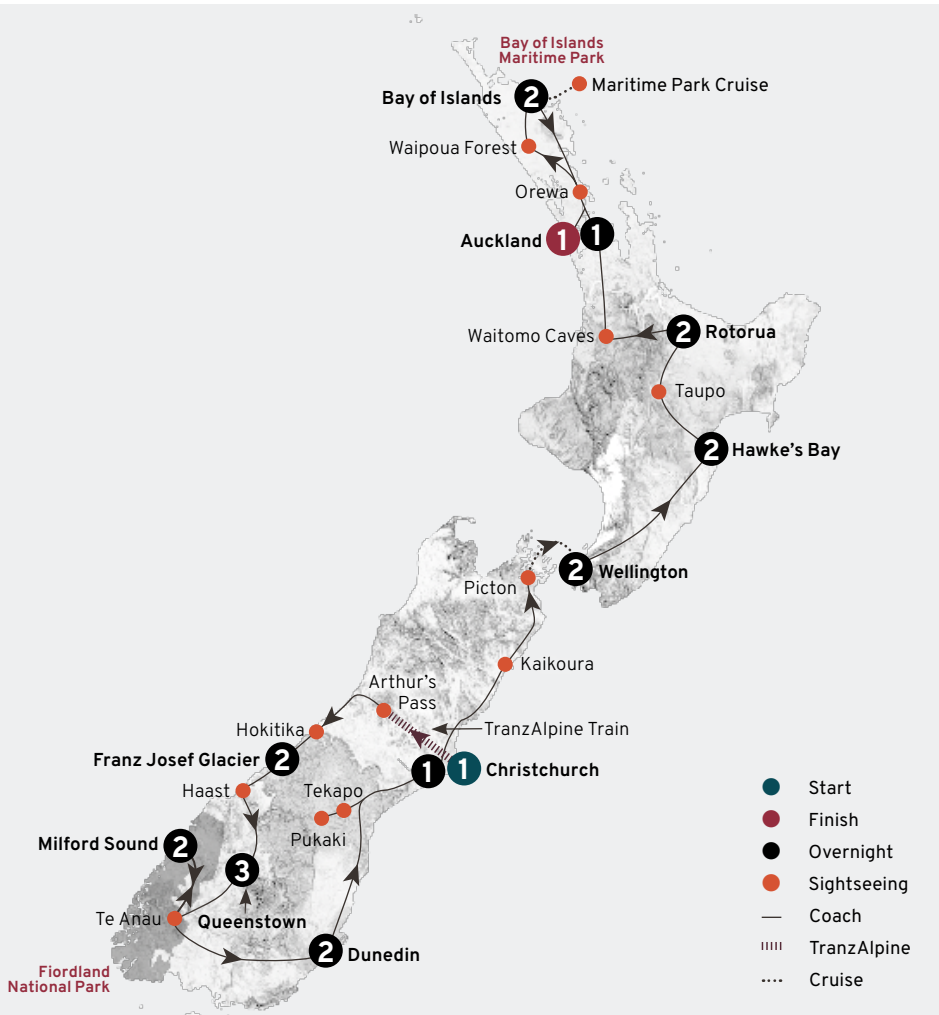 Bay of Islands
Maritime Park
Maritime Park Cruise
Bay of Islands
2
Waipoua Forest
Orewa
Auckland
1
1
Waitomo Caves
2
Rotorua
Taupo
2
Hawke's Bay
2
Wellington
Picton
Kaikoura
Arthur's
Pass
TranzAlpine Train
Hokitika
Franz Josef Glacier
2
1
1
Christchurch
Haast
Tekapo
Pukaki
Milford Sound
2
3
Te Anau
Queenstown
2
Dunedin
Fiordland
National Park
Start
Finish
Overnight
Sightseeing
Coach
TranzAlpine
Cruise